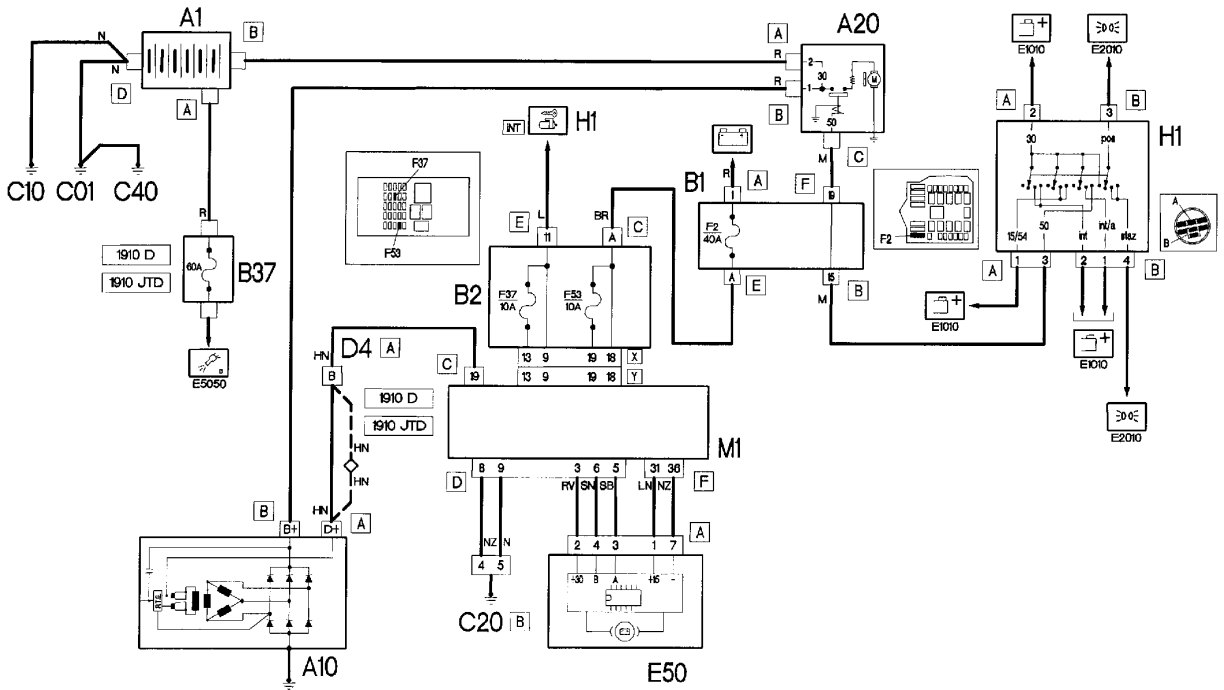 A1
B
N
N
D
A
C10 C01 C40
R
60A
1910 D
1910 JTD
B37
E5050
F37
F53
INT
H1
E
L
11
BR
A
C
B2
F37
10A
F53
10A
13 9 19 18 X
13 9 19 18 Y
A20
A
R
2
30
R
1
B
50
M
M
C
R
1
A
B1
F
19
F2
40A
A
E
M
15
B
F2
E1010
E2010
A
2
3
B
H1
30
pos
15/54
50
int
int/a
A
B
A
1 3 2 1 4
B
E1010
E1010
E2010
D4
A
HN
B
C
19
1910 D
1910 JTD
HN
HN
HN
M1
D
8 9
3 6 5
31 36
F
RV SN SB
LN NZ
A
NZ N
4 5
C20
B
2 4 3 1 7
+30 B A +15 -
E50
B
B+
D+
A
A10